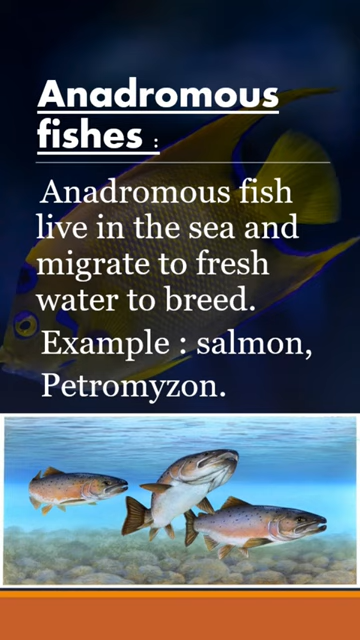 Anadromous
fishes :
Anadromous fish
live in the sea and
migrate to fresh
water to breed.
Example : salmon,
Petromyzon.